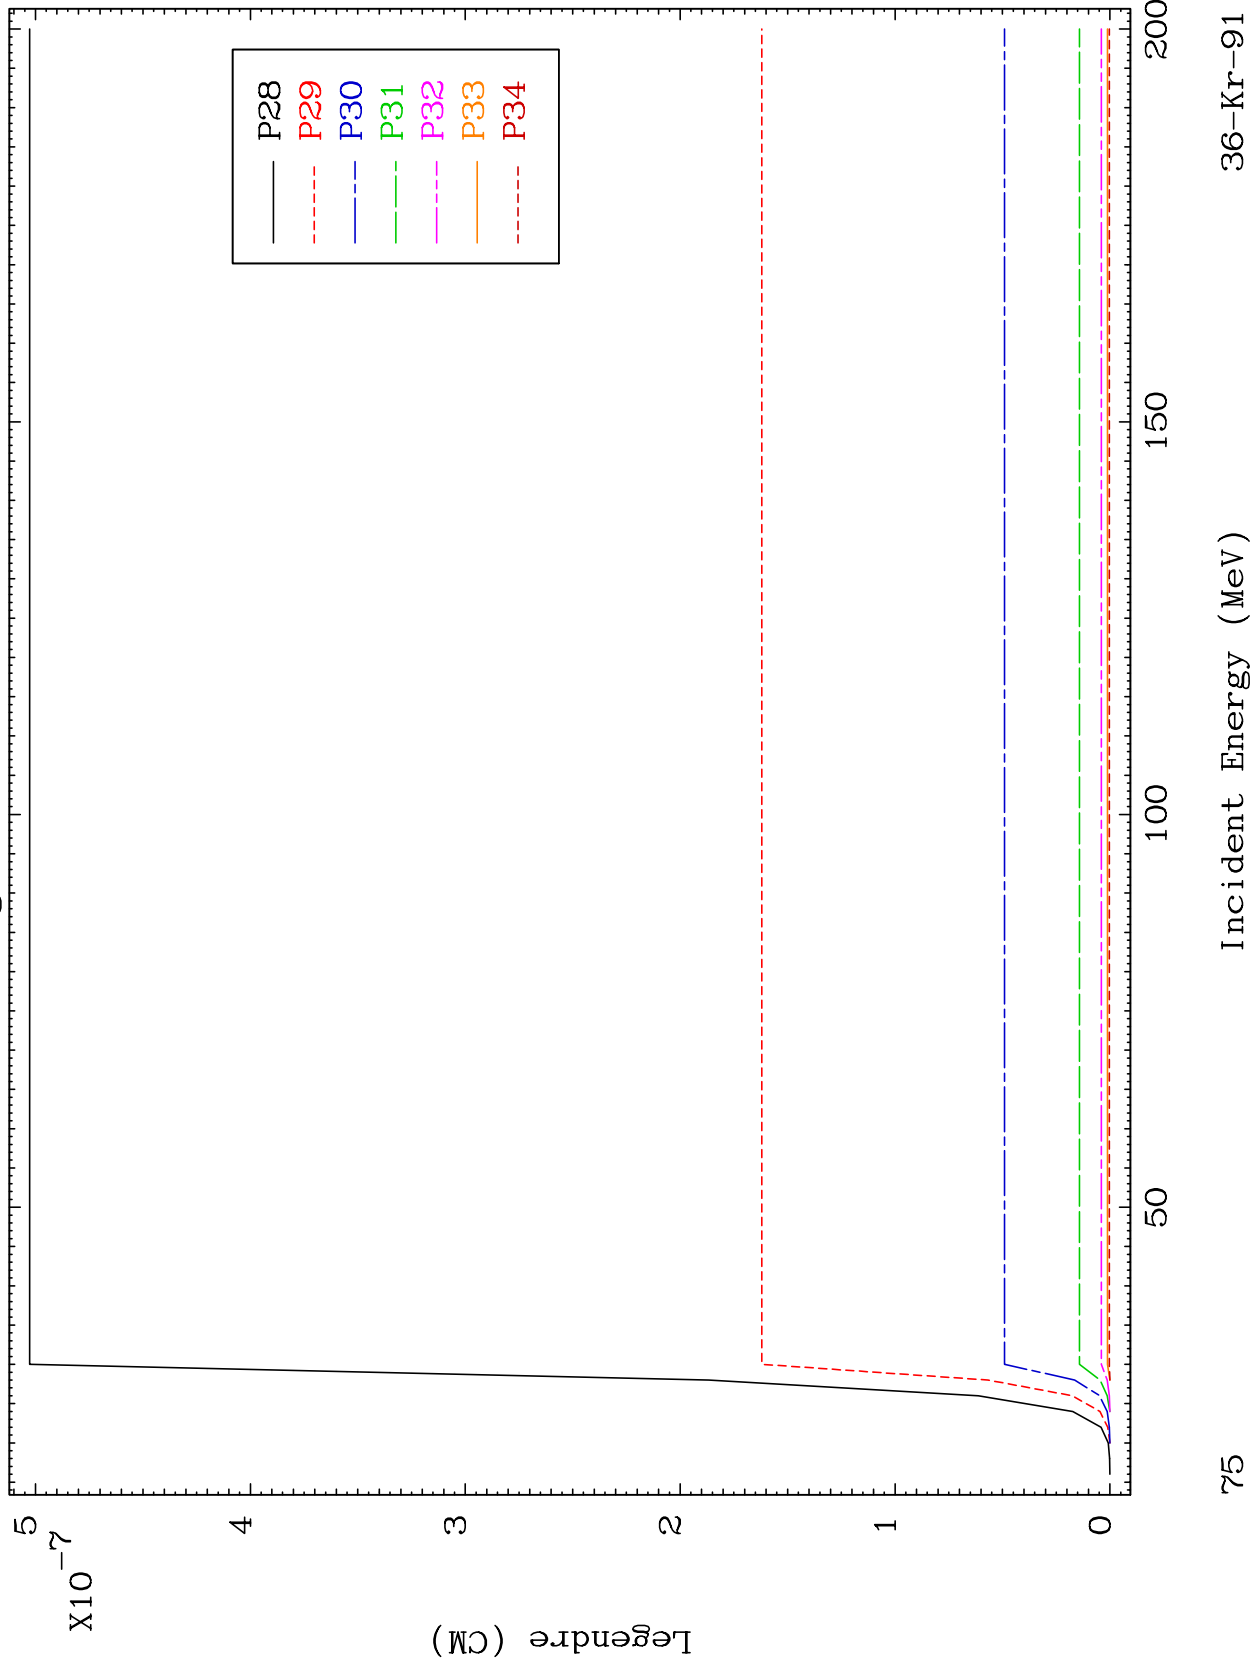 X10⁻⁷
5
4
3
2
1
0
Legendre (CM)
P28
P29
P30
P31
P32
P33
P34
50
100
150
200
75
Incident Energy (MeV)
36-Kr-91